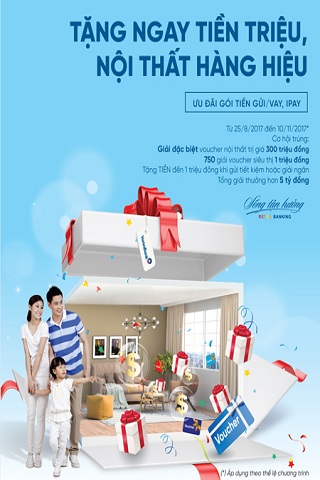 TẶNG NGAY TIỀN TRIỆU,
NỘI THẤT HÀNG HIỆU
ƯU ĐÃI GÓI TIỀN GỬI/VAY, IPAY
Từ 25/8/2017 đến 10/11/2017*
Cơ hội trúng:
Giải đặc biệt voucher nội thất trị giá 300 triệu đồng
750 giải voucher siêu thị 1 triệu đồng
Tặng TIỀN đến 1 triệu đồng khi gửi tiết kiệm hoặc giải ngân
Tổng giải thưởng hơn 5 tỷ đồng
Sống tận hưởng
RETAIL BANKING
VietinBank
Voucher
(*) Áp dụng theo thể lệ chương trình